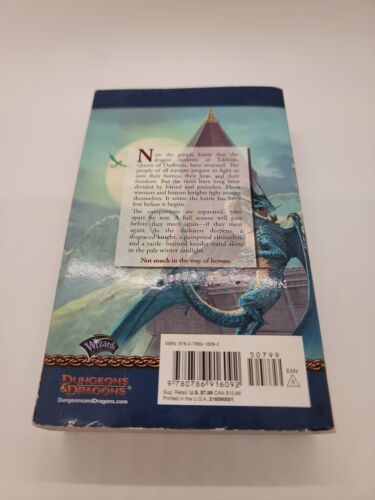 Now the people know that the
dragon minions of Takhisis,
Queen of Darkness, have returned. The
people of all nations prepare to fight to
save their homes, their lives, and their
freedom. But the races have long been
divided by hatred and prejudice. Elven
warriors and human knights fight among
themselves. It seems the battle has been
lost before it begins.
The companions are separated, torn
apart by war. A full season will pass
before they meet again—if they meet
again. As the darkness deepens, a
disgraced knight, a pampered elfmaiden,
and a rattle-brained kender stand alone
in the pale winter sunlight.
Not much in the way of heroes.
Wizards
DUNGEONS
& DRAGONS®
DungeonsandDragons.com
ISBN: 978-0-7869-1609-2
50799
9 780786 916092
EAN
Sug. Retail: U.S. $7.99 CAN $10.99
Printed in the U.S.A. 216090001